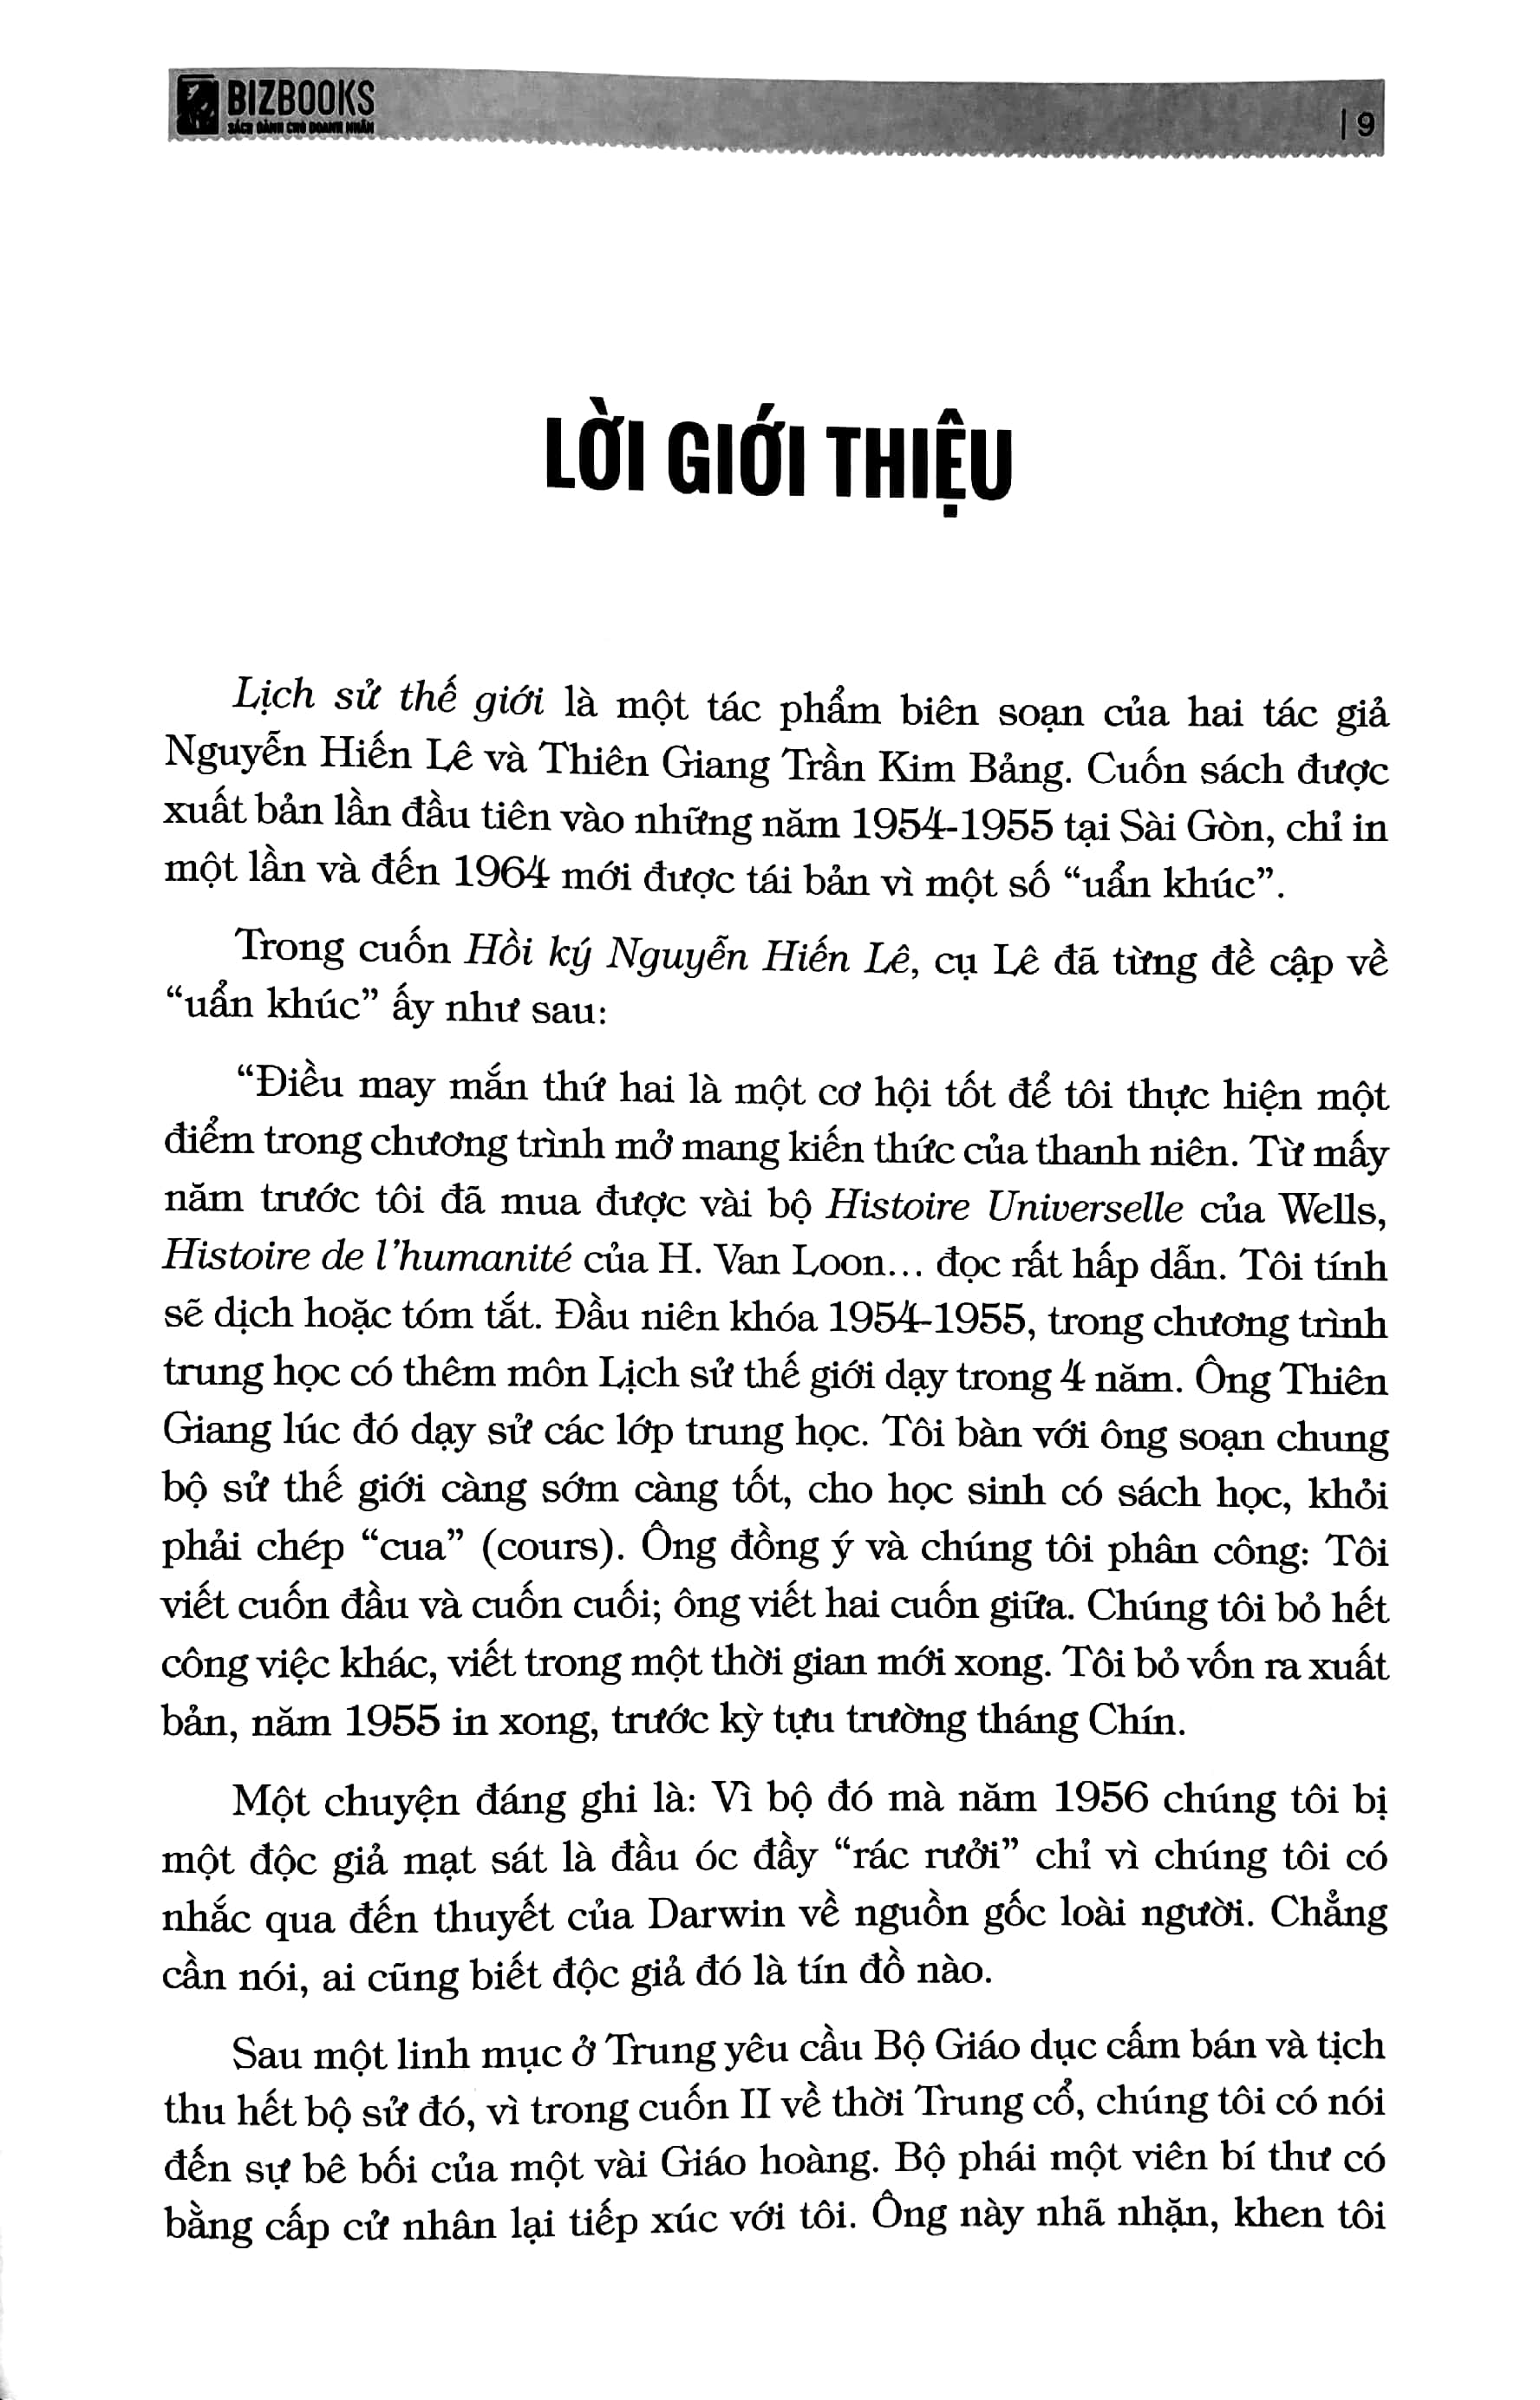 BIZBOOKS
SÁCH DÀNH CHO DOANH NHÂN
| 9
LỜI GIỚI THIỆU
Lịch sử thế giới là một tác phẩm biên soạn của hai tác giả
Nguyễn Hiến Lê và Thiên Giang Trần Kim Bảng. Cuốn sách được
xuất bản lần đầu tiên vào những năm 1954-1955 tại Sài Gòn, chỉ in
một lần và đến 1964 mới được tái bản vì một số “uẩn khúc”.
Trong cuốn Hồi ký Nguyễn Hiến Lê, cụ Lê đã từng đề cập về
“uẩn khúc” ấy như sau:
“Điều may mắn thứ hai là một cơ hội tốt để tôi thực hiện một
điểm trong chương trình mở mang kiến thức của thanh niên. Từ mấy
năm trước tôi đã mua được vài bộ Histoire Universelle của Wells,
Histoire de l’humanité của H. Van Loon... đọc rất hấp dẫn. Tôi tính
sẽ dịch hoặc tóm tắt. Đầu niên khóa 1954-1955, trong chương trình
trung học có thêm môn Lịch sử thế giới dạy trong 4 năm. Ông Thiên
Giang lúc đó dạy sử các lớp trung học. Tôi bàn với ông soạn chung
bộ sử thế giới càng sớm càng tốt, cho học sinh có sách học, khỏi
phải chép “cua” (cours). Ông đồng ý và chúng tôi phân công: Tôi
viết cuốn đầu và cuốn cuối; ông viết hai cuốn giữa. Chúng tôi bỏ hết
công việc khác, viết trong một thời gian mới xong. Tôi bỏ vốn ra xuất
bản, năm 1955 in xong, trước kỳ tựu trường tháng Chín.
Một chuyện đáng ghi là: Vì bộ đó mà năm 1956 chúng tôi bị
một độc giả mạt sát là đầu óc đầy “rác rưởi” chỉ vì chúng tôi có
nhắc qua đến thuyết của Darwin về nguồn gốc loài người. Chẳng
cần nói, ai cũng biết độc giả đó là tín đồ nào.
Sau một linh mục ở Trung yêu cầu Bộ Giáo dục cấm bán và tịch
thu hết bộ sử đó, vì trong cuốn II về thời Trung cổ, chúng tôi có nói
đến sự bê bối của một vài Giáo hoàng. Bộ phái một viên bí thư có
bằng cấp cử nhân lại tiếp xúc với tôi. Ông này nhã nhặn, khen tôi